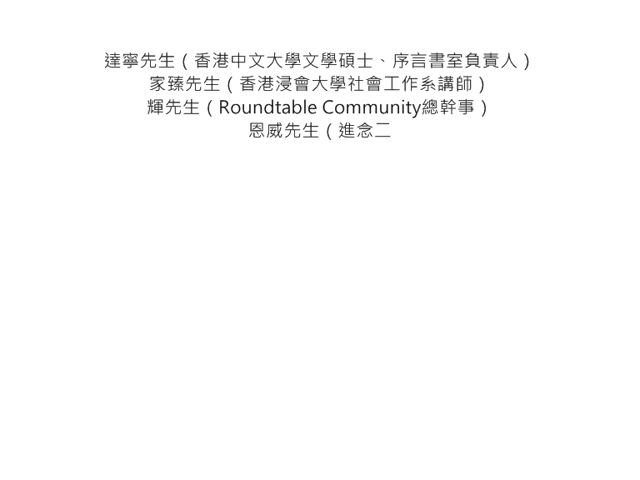 達寧先生（香港中文大學文學碩士、序言書室負責人）
家臻先生（香港浸會大學社會工作系講師）
輝先生（Roundtable Community總幹事）
恩威先生（進念二